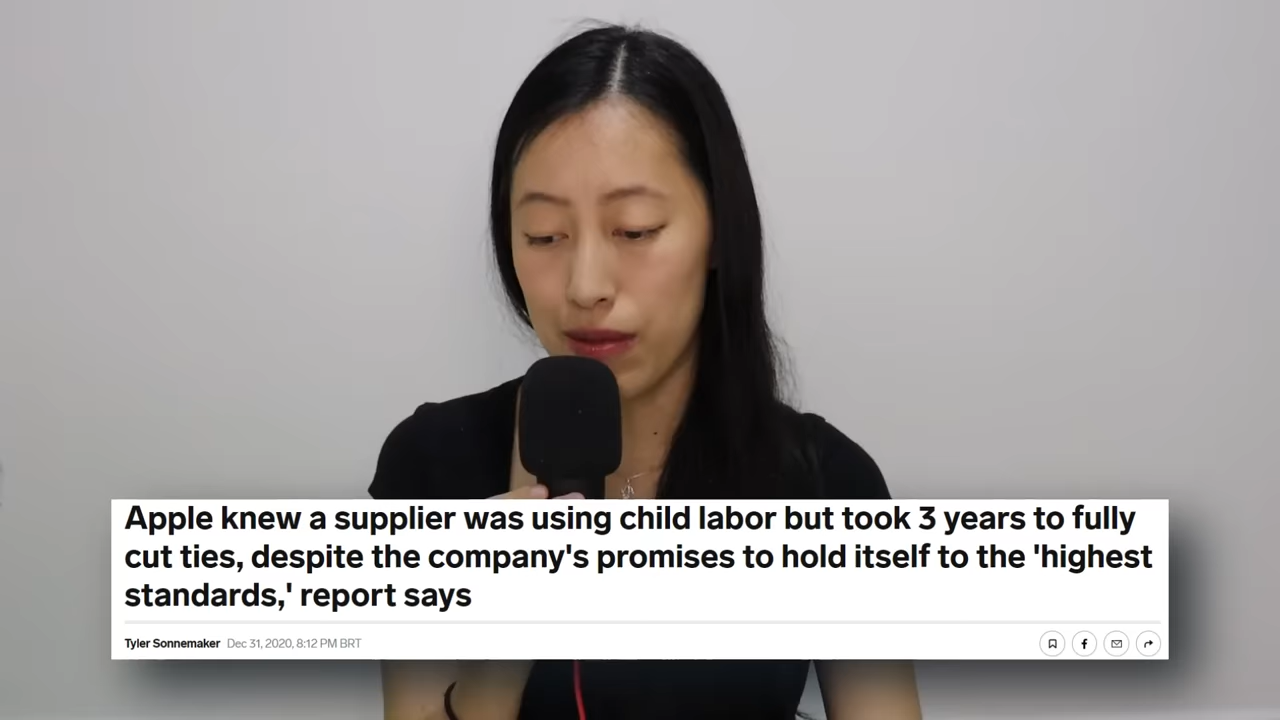 Apple knew a supplier was using child labor but took 3 years to fully
cut ties, despite the company's promises to hold itself to the 'highest
standards,' report says
Tyler Sonnemaker Dec 31, 2020, 8:12 PM BRT